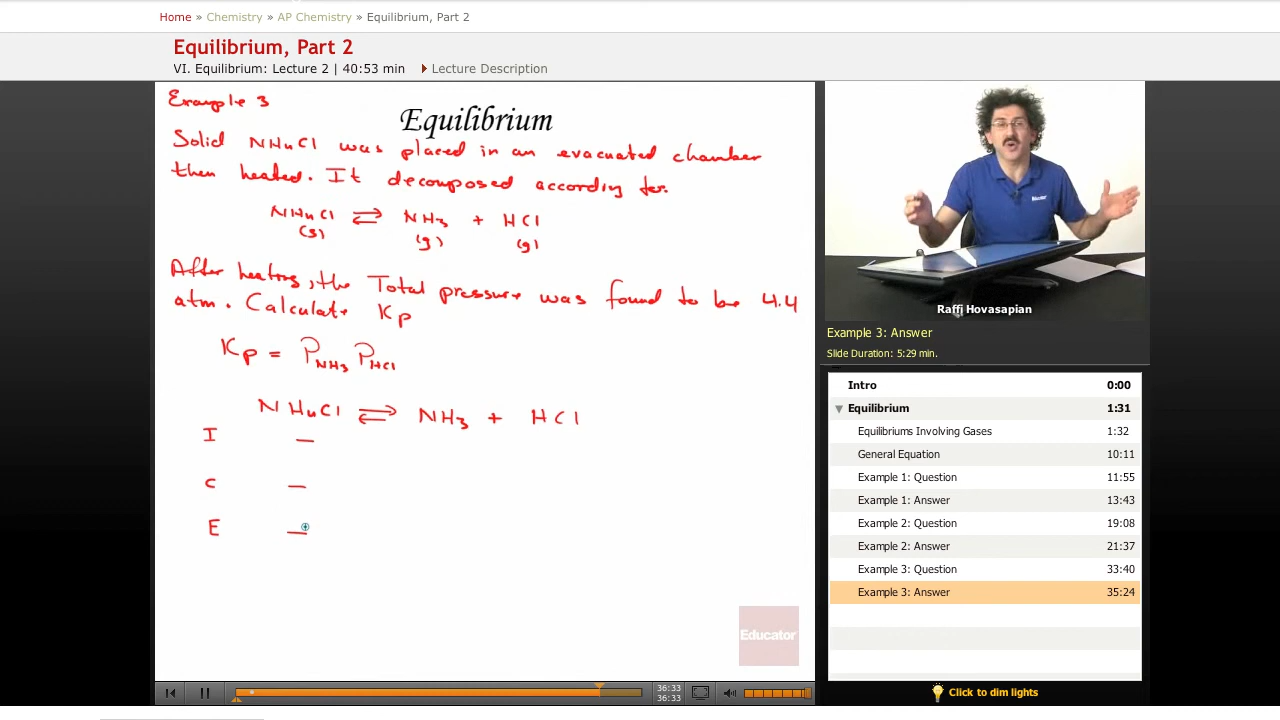 Home » Chemistry » AP Chemistry » Equilibrium, Part 2
Equilibrium, Part 2
VI. Equilibrium: Lecture 2 | 40:53 min
Lecture Description
Example 3
Equilibrium
Solid NH4Cl was placed in an evacuated chamber
then heated. It decomposed according to:
NH4Cl ⇌ NH3 + HCl
(s) (g) (g)
After heating, the Total pressure was found to be 4.4
atm. Calculate Kp
Kp = PNH3 PHCl
NH4Cl ⇌ NH3 + HCl
I –
C –
E –
Educator
36:33
36:33
Raffi Hovasapian
Example 3: Answer
Slide Duration: 5:29 min.
Intro 0:00
Equilibrium 1:31
Equilibriums Involving Gases 1:32
General Equation 10:11
Example 1: Question 11:55
Example 1: Answer 13:43
Example 2: Question 19:08
Example 2: Answer 21:37
Example 3: Question 33:40
Example 3: Answer 35:24
Click to dim lights